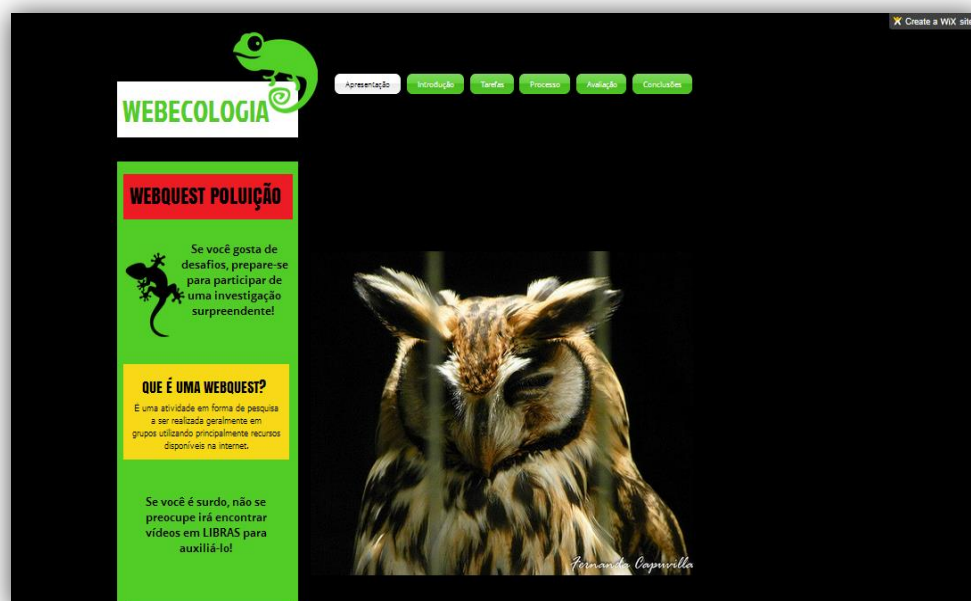 Create a WiX site
WEBECOLOGIA
Apresentação
Introdução
Tarefas
Processo
Avaliação
Conclusões
WEBQUEST POLUIÇÃO
Se você gosta de
desafios, prepare-se
para participar de
uma investigação
surpreendente!
QUE É UMA WEBQUEST?
É uma atividade em forma de pesquisa
a ser realizada geralmente em
grupos utilizando principalmente recursos
disponíveis na internet.
Se você é surdo, não se
preocupe irá encontrar
vídeos em LIBRAS para
auxiliá-lo!
Fernanda Capuvilla